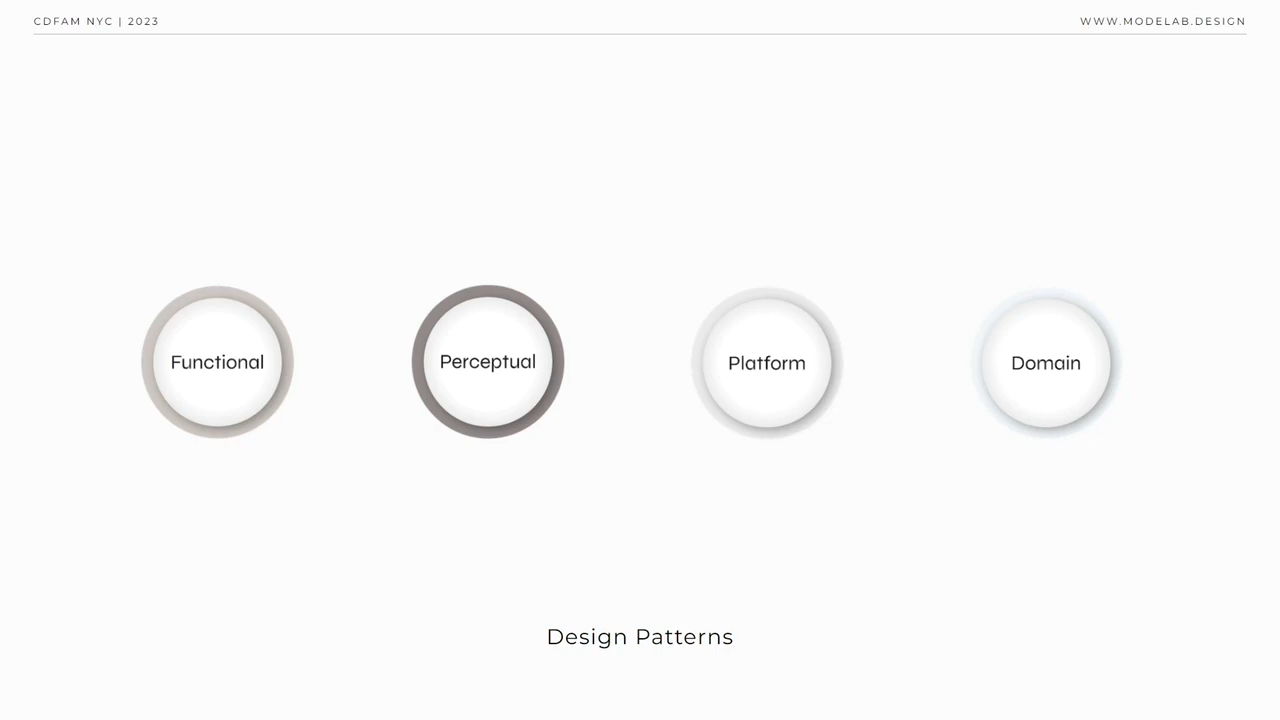 CDFAM NYC | 2023
WWW.MODELAB.DESIGN
Functional
Perceptual
Platform
Domain
Design Patterns